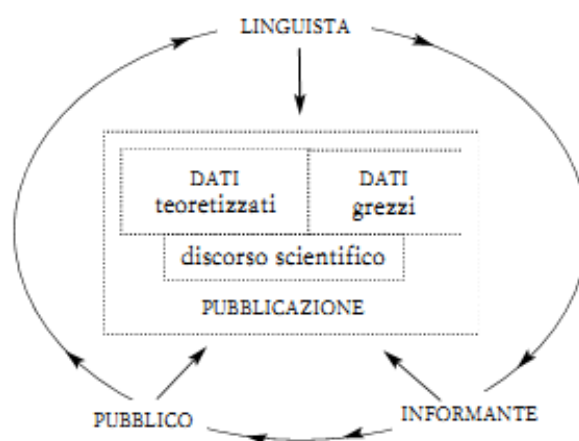 LINGUISTA
DATI
teoretizzati
DATI
grezzi
discorso scientifico
PUBBLICAZIONE
PUBBLICO
INFORMANTE